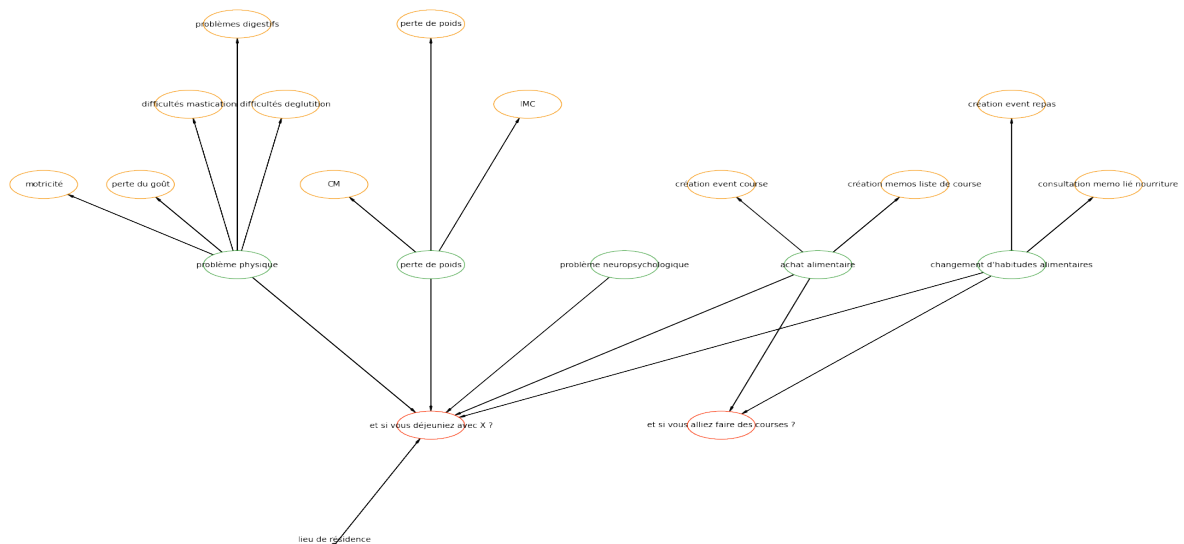 problèmes digestifs
perte de poids
difficultés mastication
difficultés deglutition
IMC
création event repas
motricité
perte du goût
CM
création event course
création memos liste de course
consultation memo lié nourriture
problème physique
perte de poids
problème neuropsychologique
achat alimentaire
changement d'habitudes alimentaires
et si vous déjeuniez avec X ?
et si vous alliez faire des courses ?
lieu de résidence